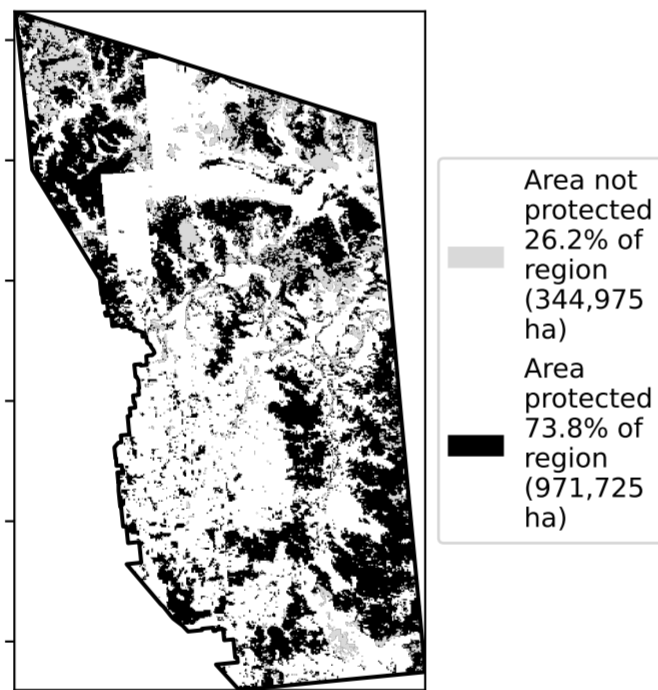 Area not
protected
26.2% of
region
(344,975
ha)
Area
protected
73.8% of
region
(971,725
ha)